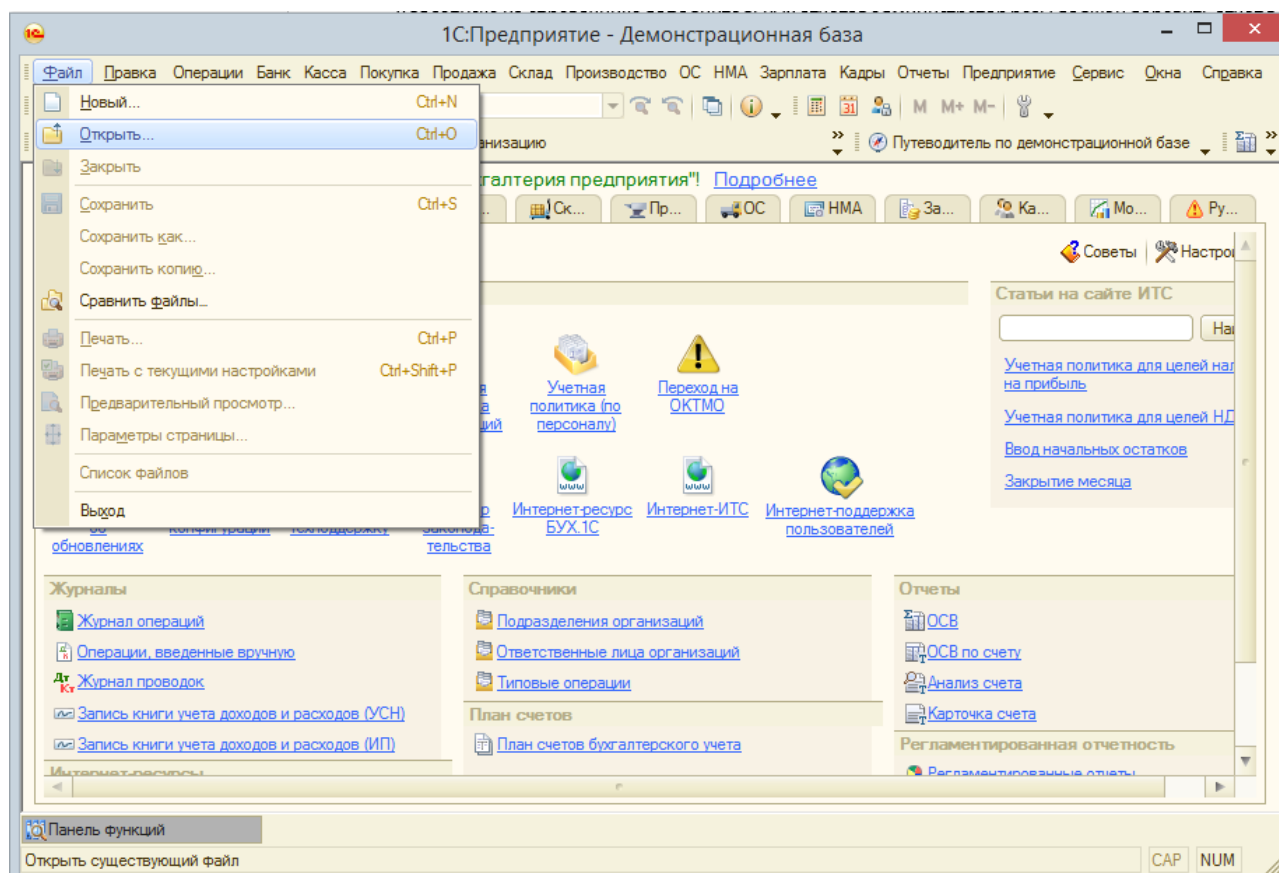 1С:Предприятие - Демонстрационная база
Файл Правка Операции Банк Касса Покупка Продажа Склад Производство ОС НМА Зарплата Кадры Отчеты Предприятие Сервис Окна Справка
Новый... Ctrl+N
M M+ M-
Открыть... Ctrl+O
анизацию
Путеводитель по демонстрационной базе
Закрыть
галтерия предприятия"! Подробнее
Сохранить Ctrl+S
Ск... Пр... ОС НМА За... Ка... Мо... Ру...
Сохранить как...
Советы Настрой
Сохранить копию...
Сравнить файлы...
Статьи на сайте ИТС
Печать... Ctrl+P
Печать с текущими настройками Ctrl+Shift+P
Предварительный просмотр...
Параметры страницы...
Список файлов
Выход
Учетная политика (по персоналу)
Переход на ОКТМО
Учетная политика для целей нал
на прибыль
Учетная политика для целей НД
Ввод начальных остатков
Закрытие месяца
Интернет-ресурс БУХ.1С
Интернет-ИТС
Интернет-поддержка пользователей
обновлениях
тельства
Журналы
Журнал операций
Операции, введенные вручную
Журнал проводок
Запись книги учета доходов и расходов (УСН)
Запись книги учета доходов и расходов (ИП)
Интернет-ресурсы
Справочники
Подразделения организаций
Ответственные лица организаций
Типовые операции
План счетов
План счетов бухгалтерского учета
Отчеты
ОСВ
ОСВ по счету
Анализ счета
Карточка счета
Регламентированная отчетность
Регламентированные отчеты
Панель функций
Открыть существующий файл
CAP NUM